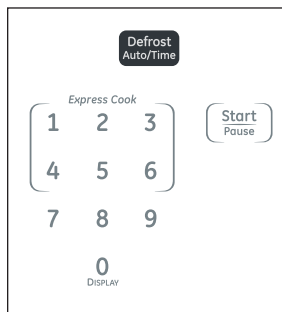 Defrost
Auto/Time
Express Cook
1 2 3
Start
Pause
4 5 6
7 8 9
0
DISPLAY